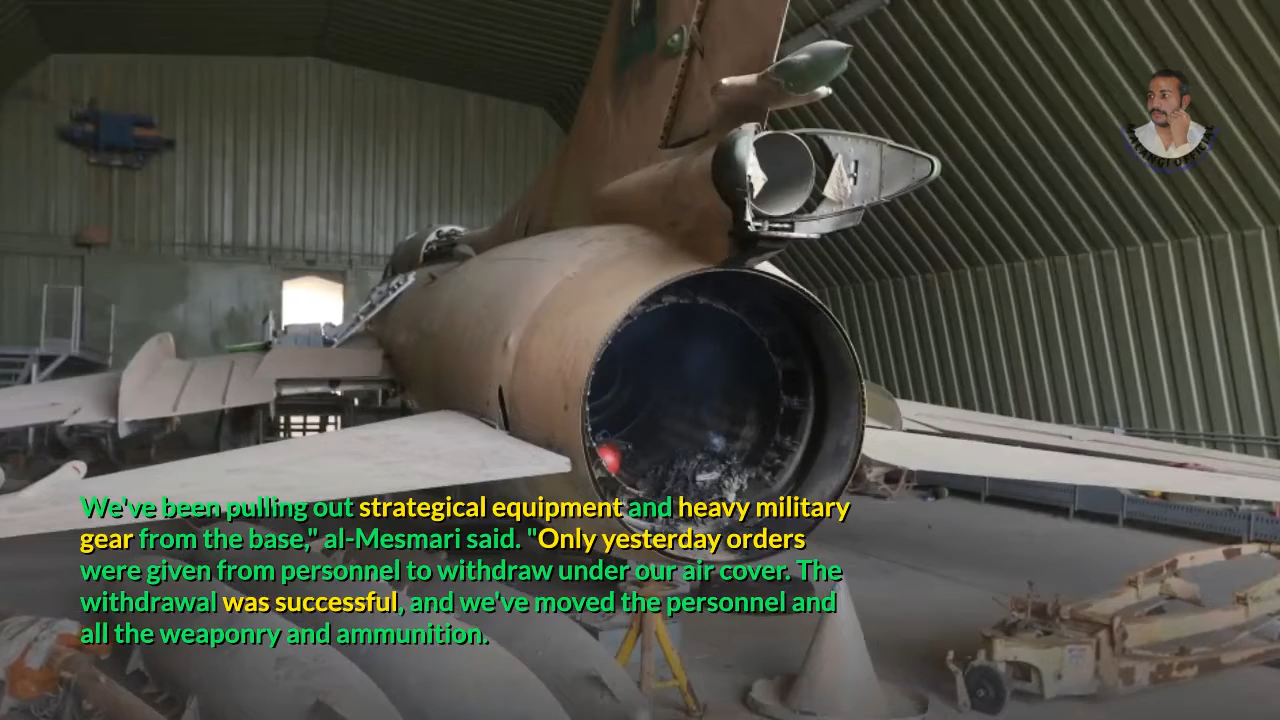 We've been pulling out strategical equipment and heavy military
gear from the base," al-Mesmari said. "Only yesterday orders
were given from personnel to withdraw under our air cover. The
withdrawal was successful, and we've moved the personnel and
all the weaponry and ammunition.